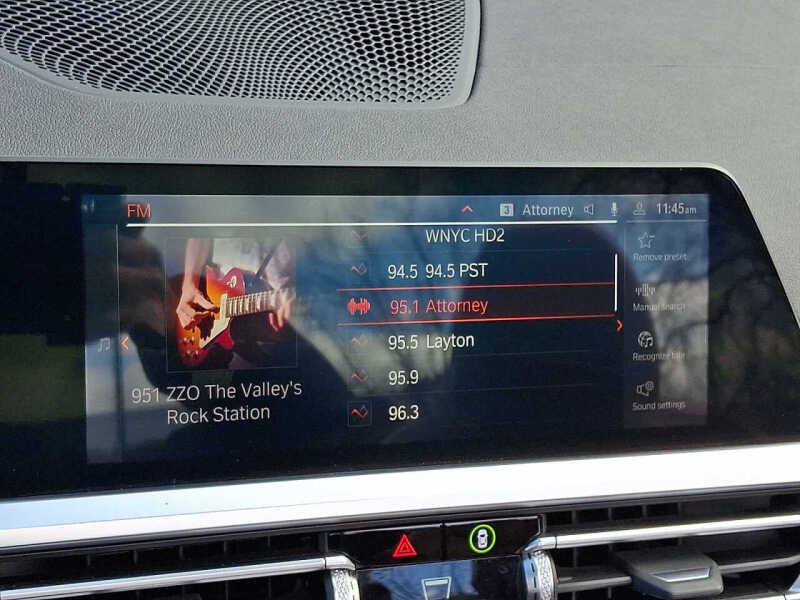 FM
3 Attorney 11:45am
WNYC HD2
94.5 94.5 PST
95.1 Attorney
95.5 Layton
95.9
96.3
951 ZZO The Valley's
Rock Station
Remove preset
Manual search
Recognize title
Sound settings